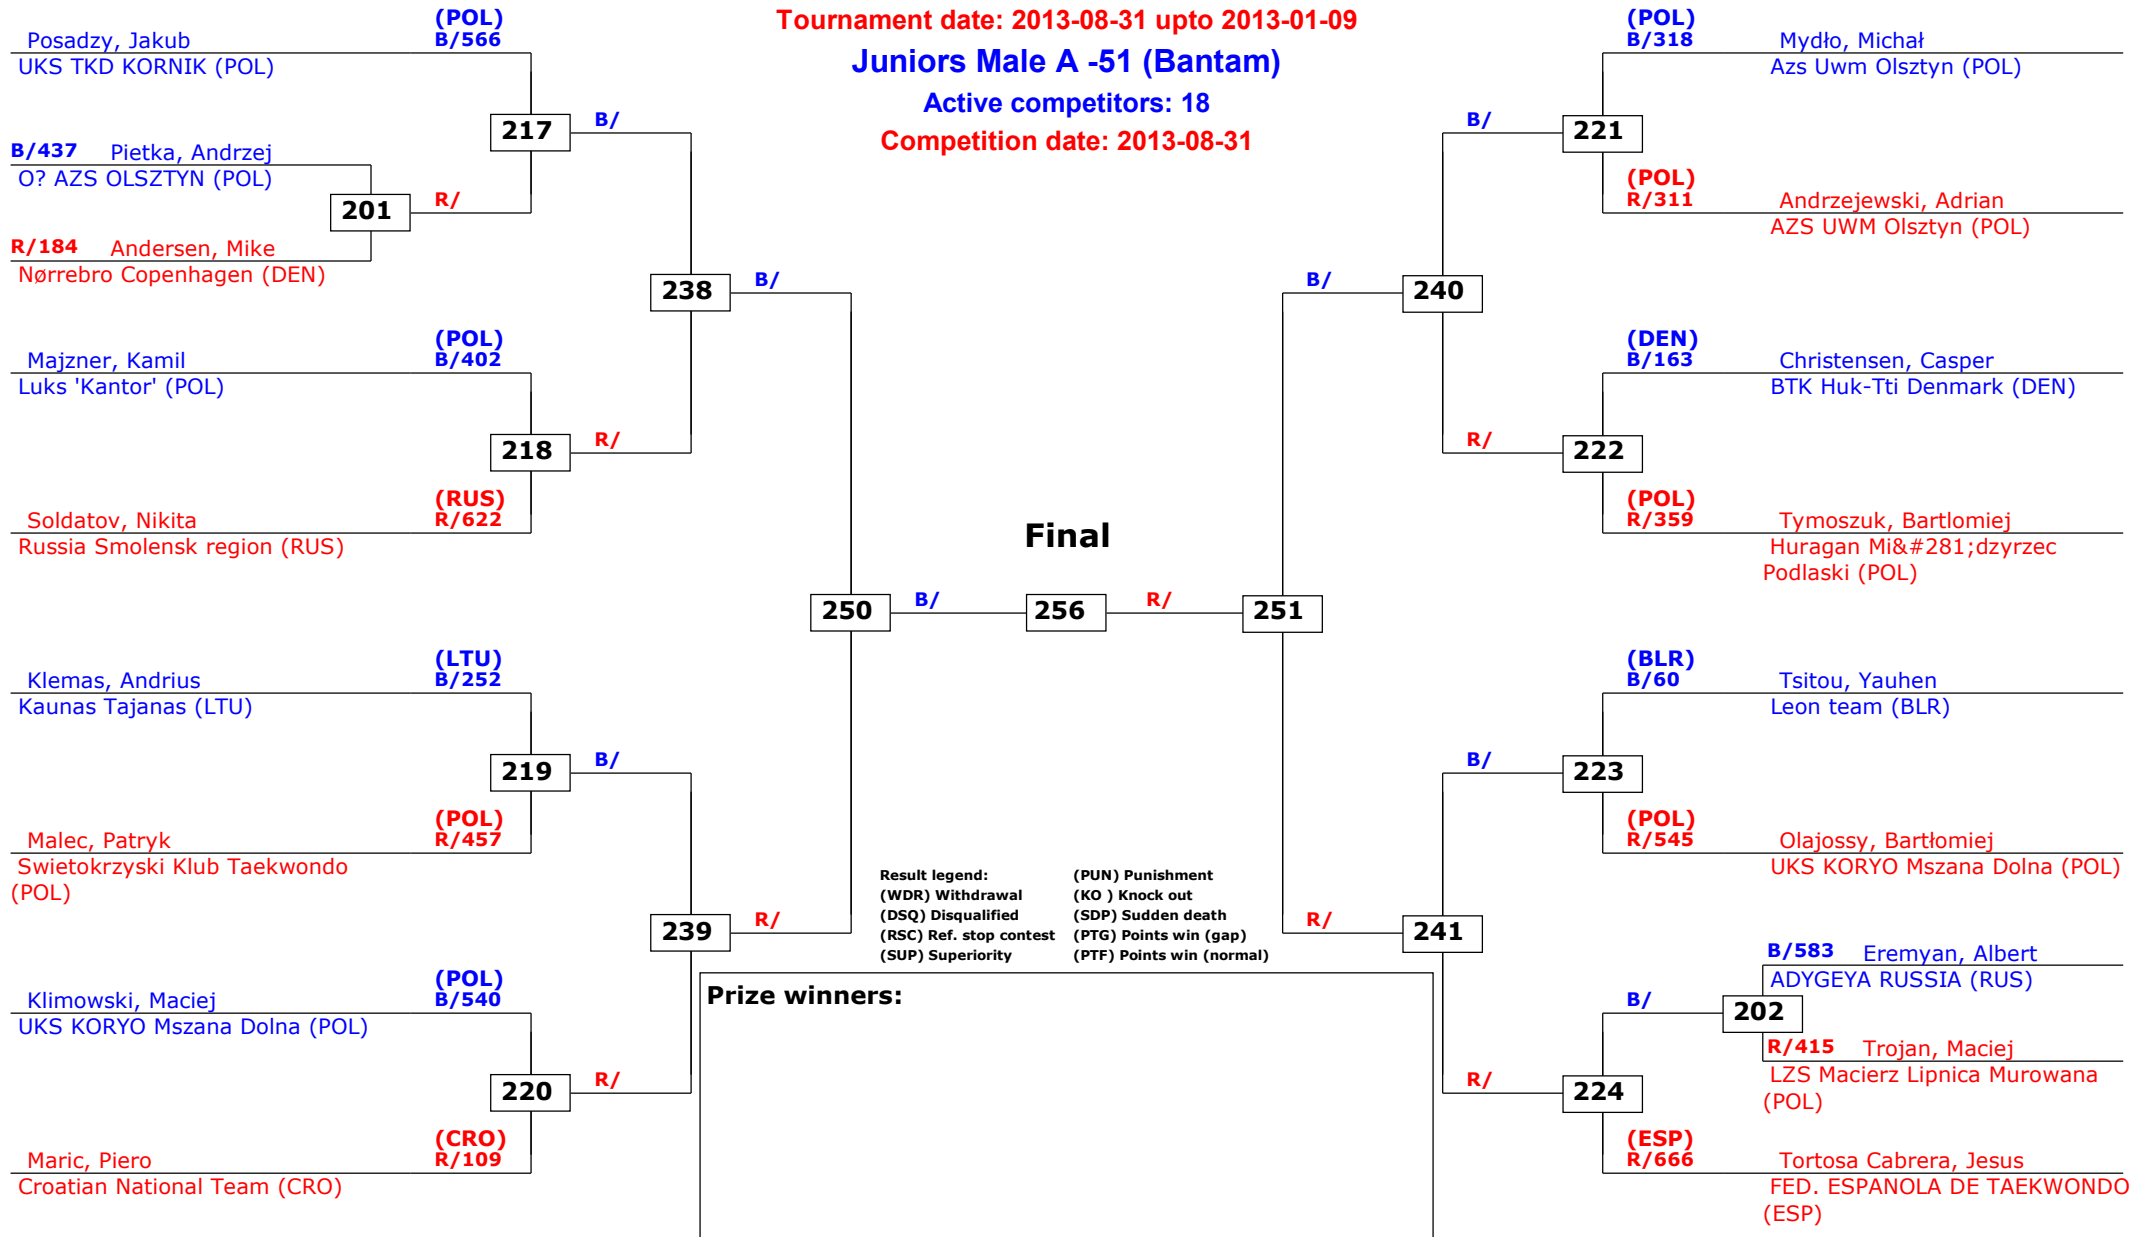 Tournament date: 2013-08-31 upto 2013-01-09
Juniors Male A -51 (Bantam)
Active competitors: 18
Competition date: 2013-08-31
(POL)
Posadzy, Jakub B/566
UKS TKD KORNIK (POL)
217 B/
B/437 Pietka, Andrzej
O? AZS OLSZTYN (POL)
201 R/
R/184 Andersen, Mike
Nørrebro Copenhagen (DEN)
238 B/
(POL)
Majzner, Kamil B/402
Luks 'Kantor' (POL)
218 R/
(RUS)
Soldatov, Nikita R/622
Russia Smolensk region (RUS)
250 B/
(LTU)
Klemas, Andrius B/252
Kaunas Tajanas (LTU)
219 B/
(POL)
Malec, Patryk R/457
Swietokrzyski Klub Taekwondo
(POL)
239 R/
(POL)
Klimowski, Maciej B/540
UKS KORYO Mszana Dolna (POL)
220 R/
(CRO)
Maric, Piero R/109
Croatian National Team (CRO)
Final
256
R/ 251
(POL)
B/318 Mydło, Michał
Azs Uwm Olsztyn (POL)
B/ 221
(POL)
R/311 Andrzejewski, Adrian
AZS UWM Olsztyn (POL)
B/ 240
(DEN)
B/163 Christensen, Casper
BTK Huk-Tti Denmark (DEN)
R/ 222
(POL)
R/359 Tymoszuk, Bartlomiej
Huragan Mi&#281;dzyrzec
Podlaski (POL)
(BLR)
B/60 Tsitou, Yauhen
Leon team (BLR)
B/ 223
(POL)
R/545 Olajossy, Bartłomiej
UKS KORYO Mszana Dolna (POL)
R/ 241
B/583 Eremyan, Albert
ADYGEYA RUSSIA (RUS)
B/ 202
R/415 Trojan, Maciej
LZS Macierz Lipnica Murowana
(POL)
R/ 224
(ESP)
R/666 Tortosa Cabrera, Jesus
FED. ESPANOLA DE TAEKWONDO
(ESP)
Result legend: (PUN) Punishment
(WDR) Withdrawal (KO ) Knock out
(DSQ) Disqualified (SDP) Sudden death
(RSC) Ref. stop contest (PTG) Points win (gap)
(SUP) Superiority (PTF) Points win (normal)
Prize winners: